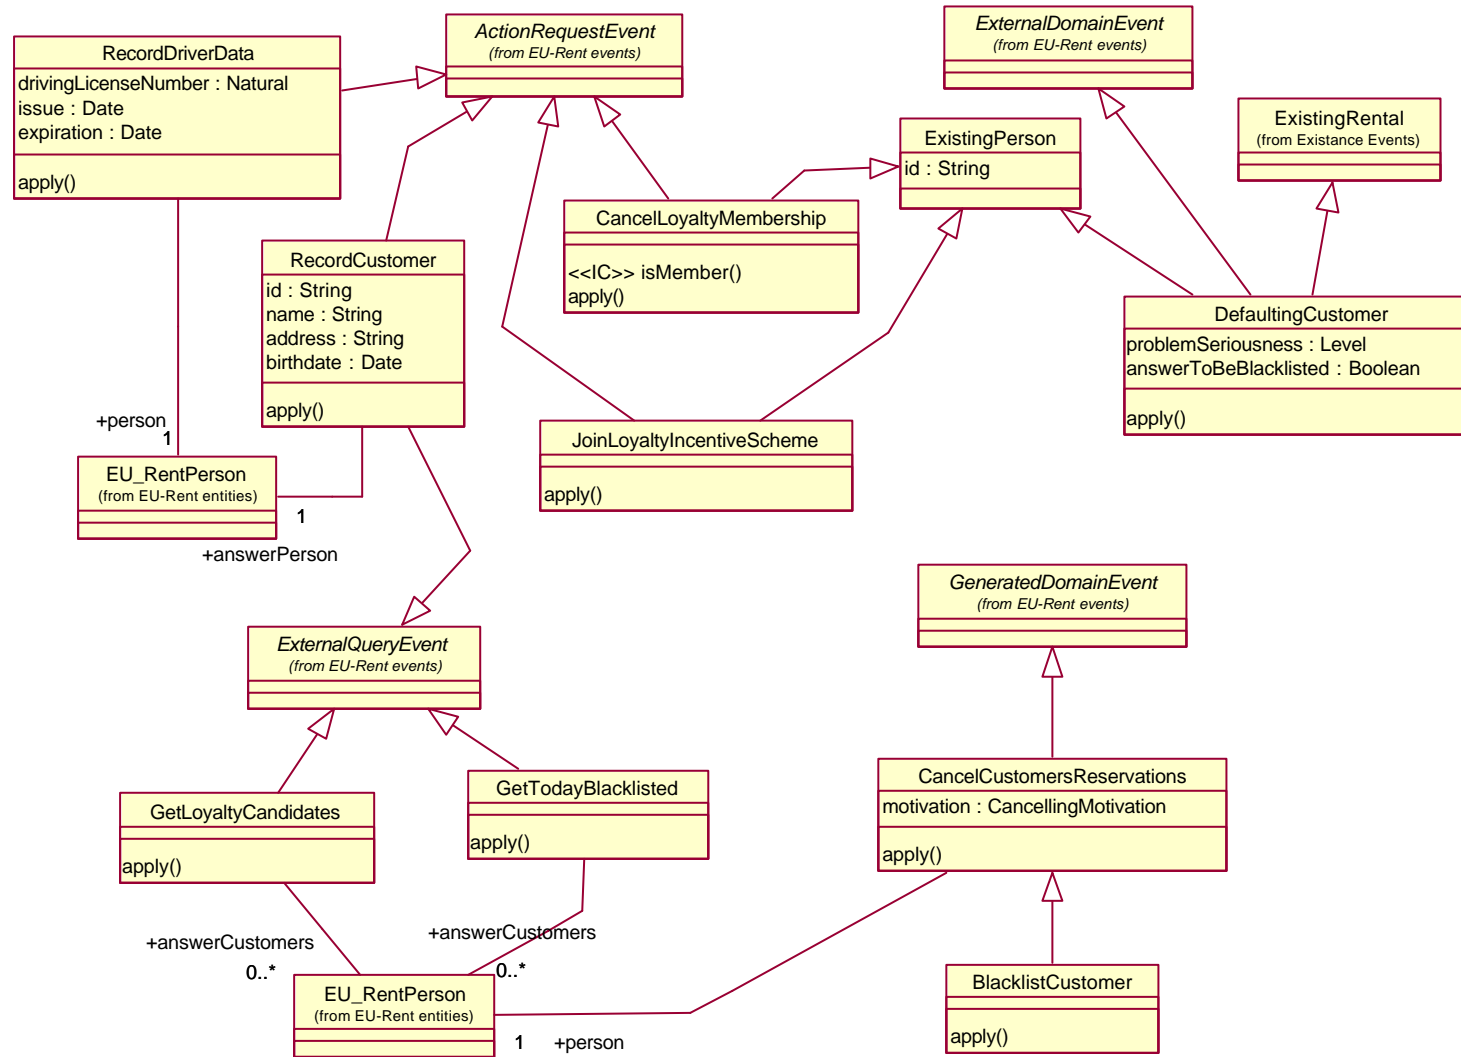 RecordDriverData
drivingLicenseNumber : Natural
issue : Date
expiration : Date
apply()
ActionRequestEvent
(from EU-Rent events)
ExternalDomainEvent
(from EU-Rent events)
ExistingRental
(from Existance Events)
ExistingPerson
id : String
CancelLoyaltyMembership
<<IC>> isMember()
apply()
RecordCustomer
id : String
name : String
address : String
birthdate : Date
apply()
DefaultingCustomer
problemSeriousness : Level
answerToBeBlacklisted : Boolean
apply()
JoinLoyaltyIncentiveScheme
apply()
+person
1
EU_RentPerson
(from EU-Rent entities)
1
+answerPerson
ExternalQueryEvent
(from EU-Rent events)
GeneratedDomainEvent
(from EU-Rent events)
GetLoyaltyCandidates
apply()
GetTodayBlacklisted
apply()
CancelCustomersReservations
motivation : CancellingMotivation
apply()
+answerCustomers
0..*
+answerCustomers
0..*
EU_RentPerson
(from EU-Rent entities)
1
+person
BlacklistCustomer
apply()